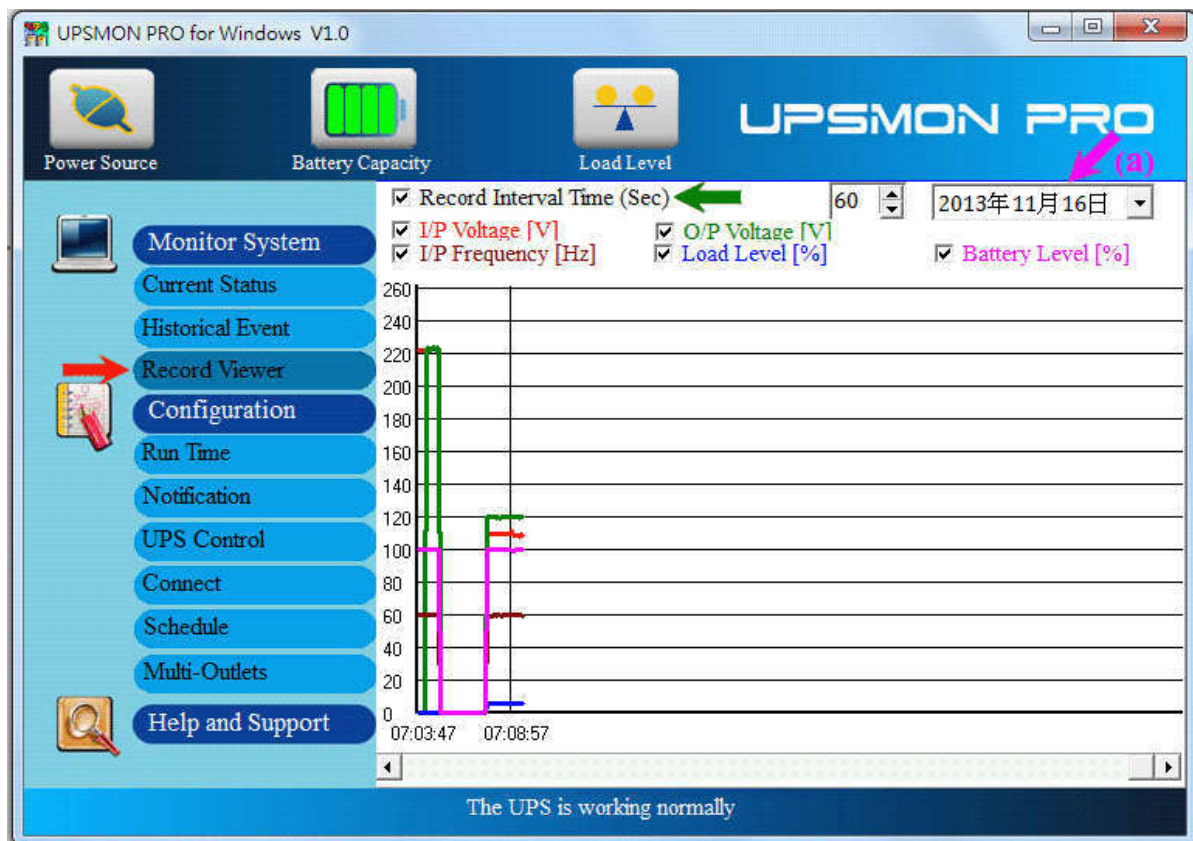 UPSMON PRO for Windows V1.0
Power Source
Battery Capacity
Load Level
UPSMON PRO
(a)
Record Interval Time (Sec)
60
2013年11月16日
I/P Voltage [V]
O/P Voltage [V]
I/P Frequency [Hz]
Load Level [%]
Battery Level [%]
Monitor System
Current Status
Historical Event
Record Viewer
Configuration
Run Time
Notification
UPS Control
Connect
Schedule
Multi-Outlets
Help and Support
260
240
220
200
180
160
140
120
100
80
60
40
20
0
07:03:47 07:08:57
The UPS is working normally